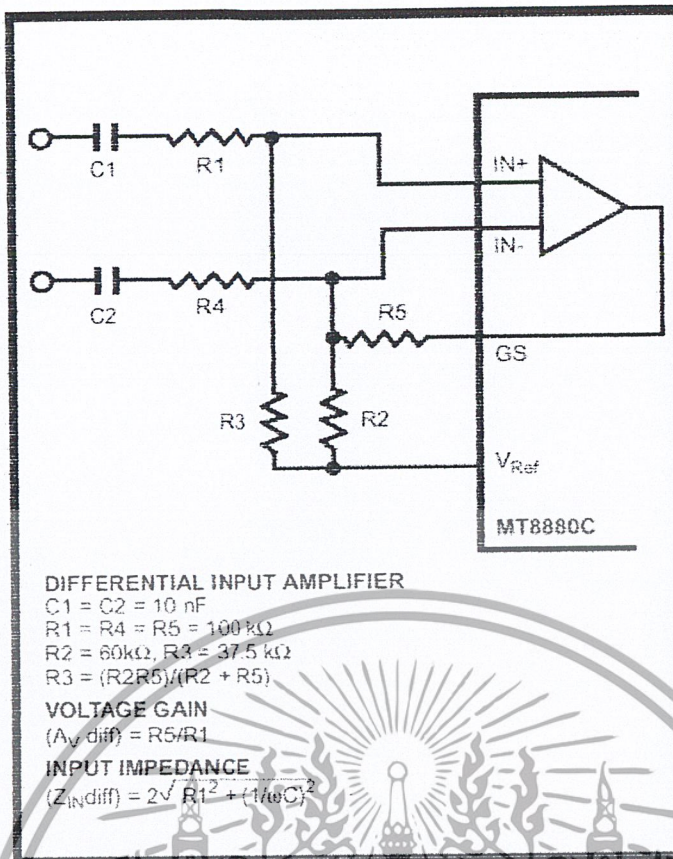 C1
R1
IN+
IN-
C2
R4
R5
GS
R3
R2
VRef
MT8880C
DIFFERENTIAL INPUT AMPLIFIER
C1 = C2 = 10 nF
R1 = R4 = R5 = 100 kΩ
R2 = 60kΩ, R3 = 37.5 kΩ
R3 = (R2R5)/(R2 + R5)
VOLTAGE GAIN
(AV diff) = R5/R1
INPUT IMPEDANCE
(ZINdiff) = 2√ R1² + (1/ωC)²